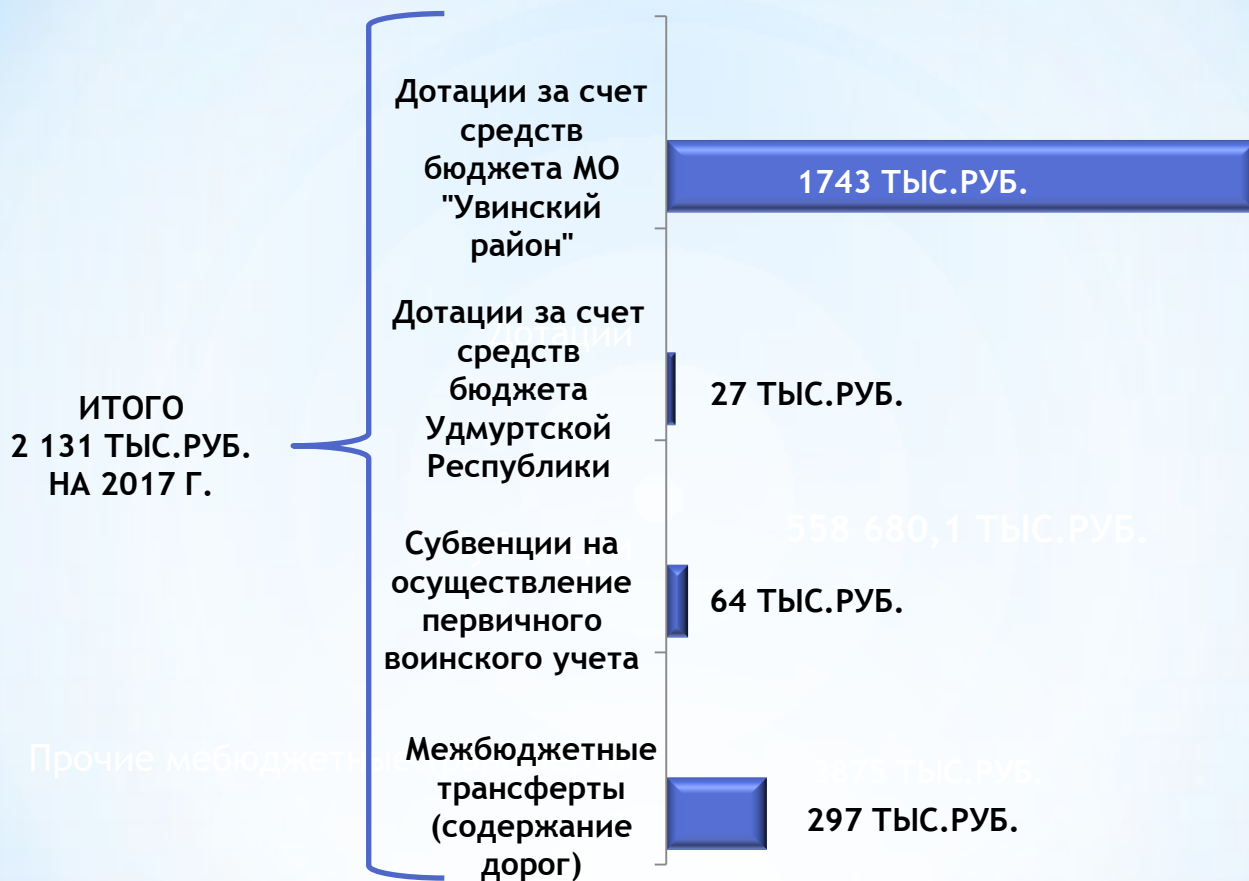 Дотации за счет
средств
бюджета МО
"Увинский
район"
1743 ТЫС.РУБ.
Дотации за счет
средств
бюджета
Удмуртской
Республики
27 ТЫС.РУБ.
Дотации
ИТОГО
2 131 ТЫС.РУБ.
НА 2017 Г.
558 680,1 ТЫС.РУБ.
Субвенции на
осуществление
первичного
воинского учета
64 ТЫС.РУБ.
Прочие мебюджетные
875 ТЫС.РУБ.
Межбюджетные
трансферты
(содержание
дорог)
297 ТЫС.РУБ.